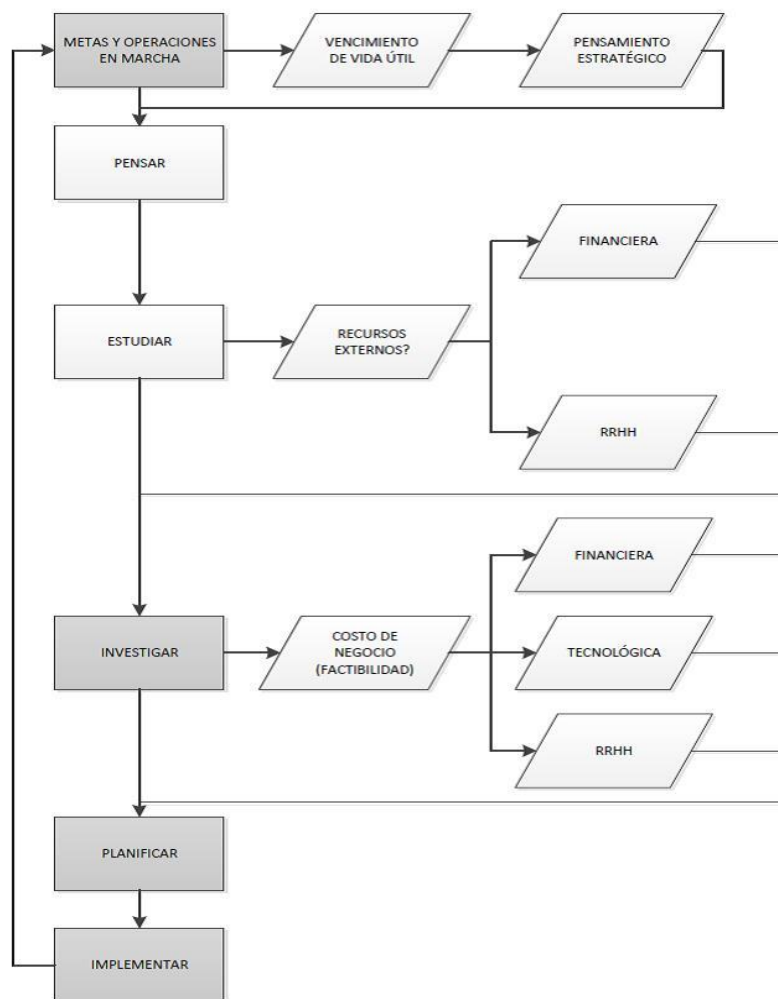 METAS Y OPERACIONES
EN MARCHA
VENCIMIENTO
DE VIDA ÚTIL
PENSAMIENTO
ESTRATÉGICO
PENSAR
FINANCIERA
ESTUDIAR
RECURSOS
EXTERNOS?
RRHH
FINANCIERA
INVESTIGAR
COSTO DE
NEGOCIO
(FACTIBILIDAD)
TECNOLÓGICA
RRHH
PLANIFICAR
IMPLEMENTAR